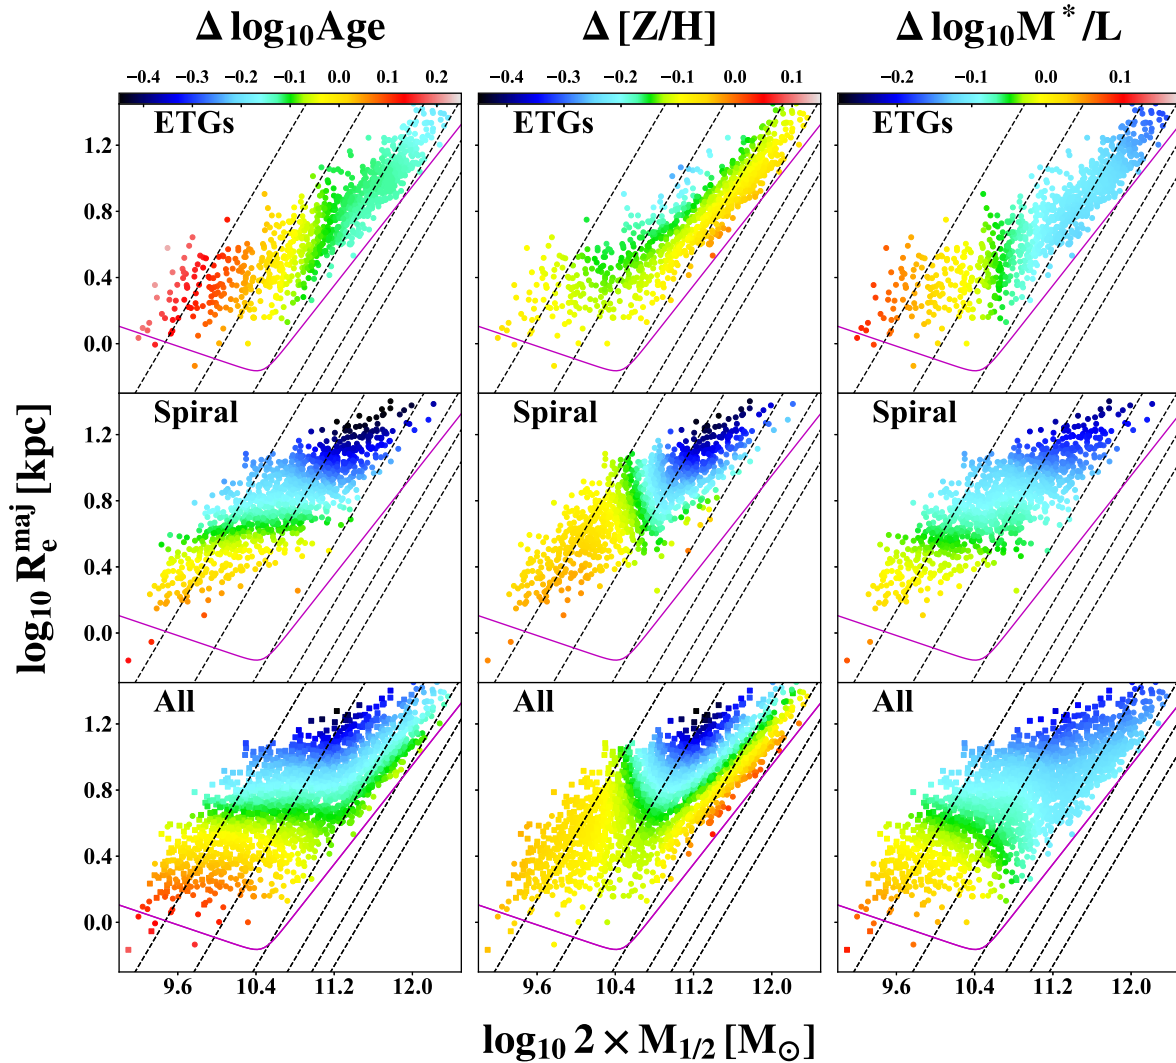 Δ log₁₀Age Δ [Z/H] Δ log₁₀M*/L
−0.4 −0.3 −0.2 −0.1 0.0 0.1 0.2 −0.4 −0.3 −0.2 −0.1 0.0 0.1 −0.2 −0.1 0.0 0.1
ETGs ETGs ETGs
1.2
0.8
0.4
0.0
Spiral Spiral Spiral
1.2
0.8
0.4
0.0
All All All
1.2
0.8
0.4
0.0
9.6 10.4 11.2 12.0 9.6 10.4 11.2 12.0 9.6 10.4 11.2 12.0
log₁₀ Rₑᵐᵃʲ [kpc]
log₁₀ 2 × M₁/₂ [M⊙]